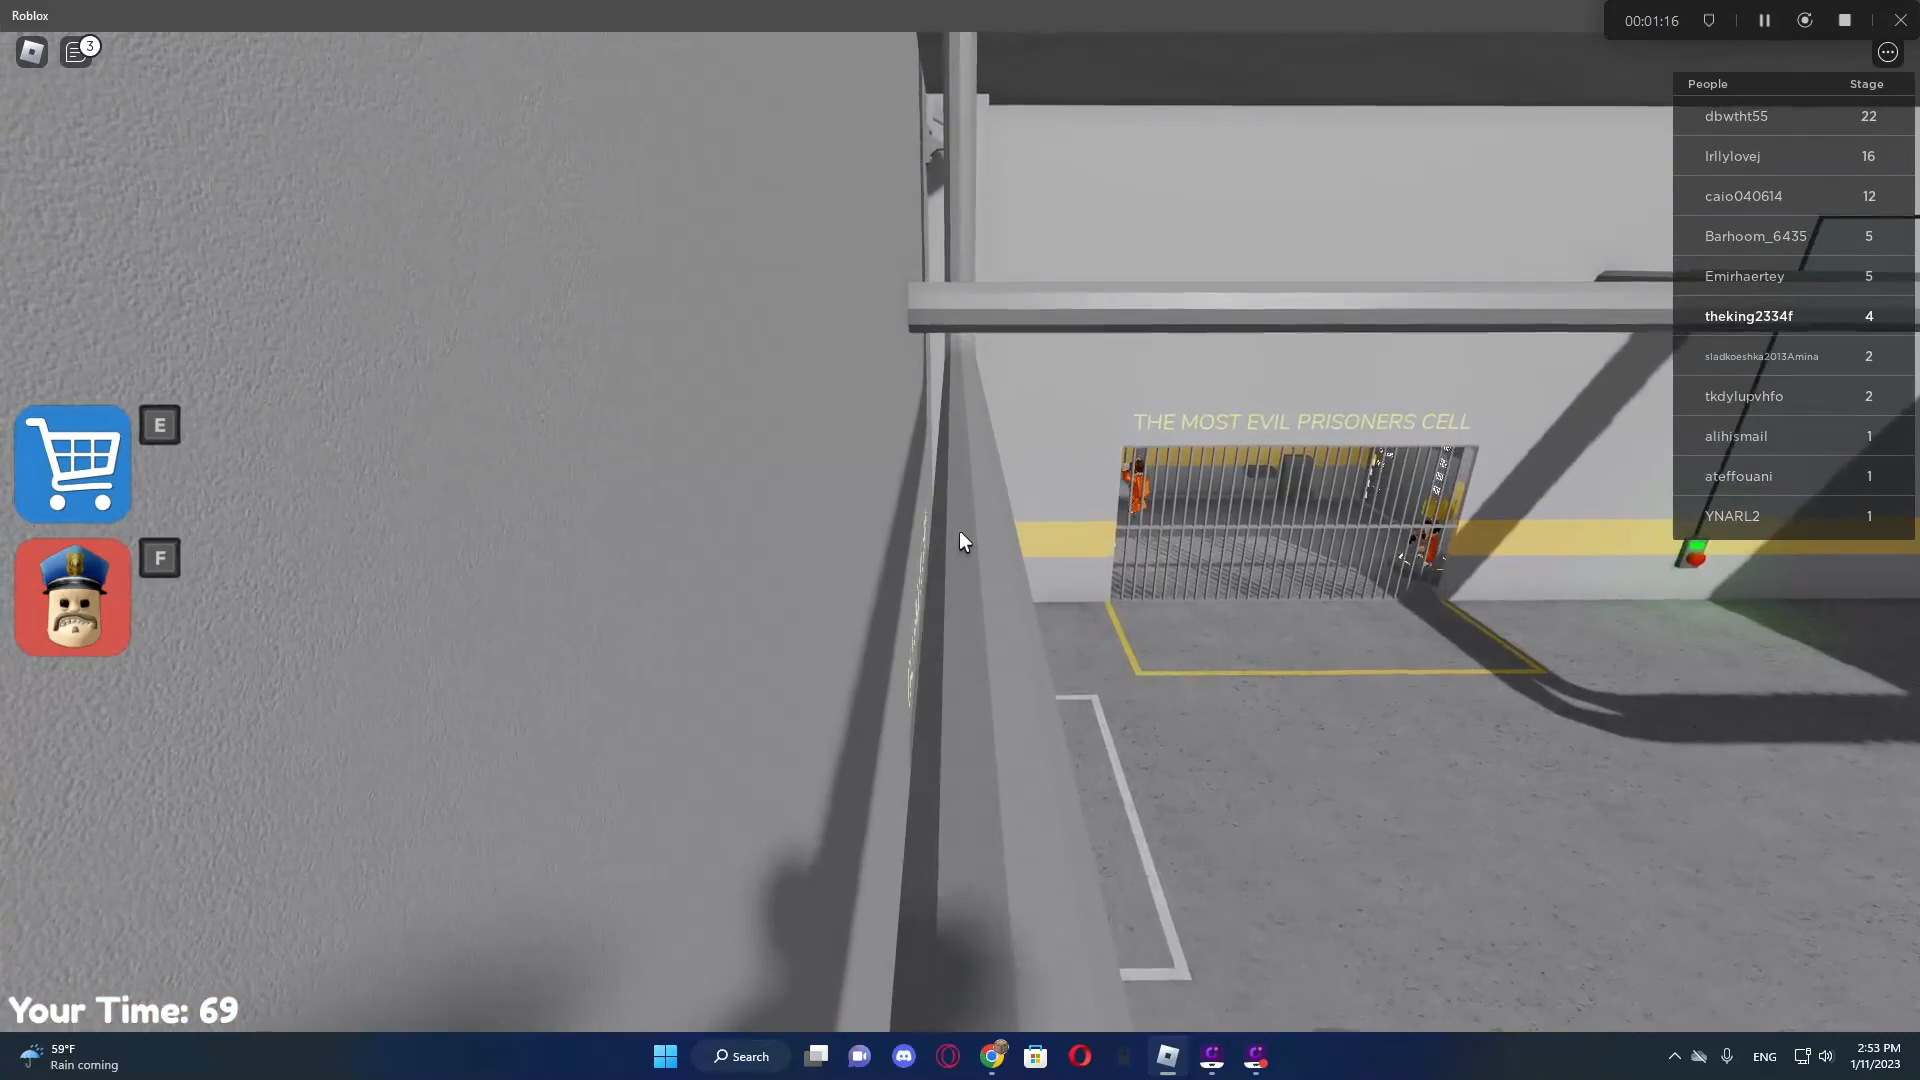 Roblox
00:01:16
3
People Stage
dbwtht55 22
lrllylovej 16
caio040614 12
Barhoom_6435 5
Emirhaertey 5
theking2334f 4
sladkoeshka2013Amina 2
tkdylupvhfo 2
alihismail 1
ateffouani 1
YNARL2 1
E
F
THE MOST EVIL PRISONERS CELL
Your Time: 69
59°F
Rain coming
Search
ENG
2:53 PM
1/11/2023